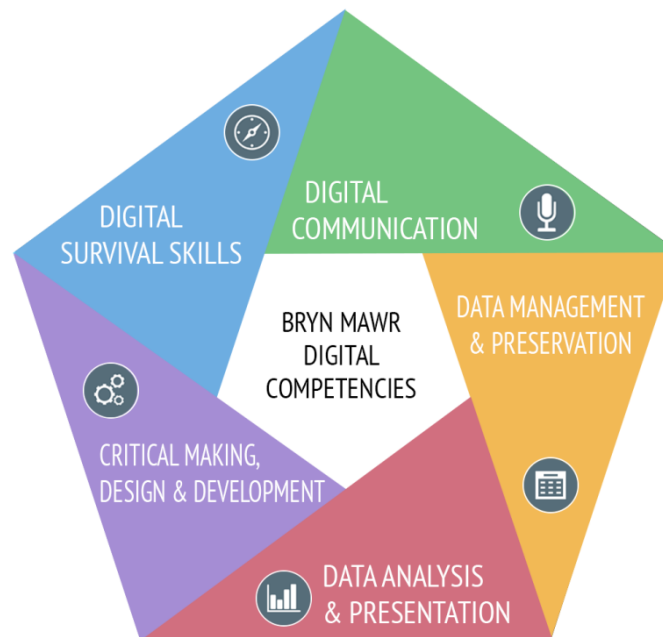 DIGITAL
SURVIVAL SKILLS
DIGITAL
COMMUNICATION
BRYN MAWR
DIGITAL
COMPETENCIES
DATA MANAGEMENT
& PRESERVATION
CRITICAL MAKING,
DESIGN & DEVELOPMENT
DATA ANALYSIS
& PRESENTATION